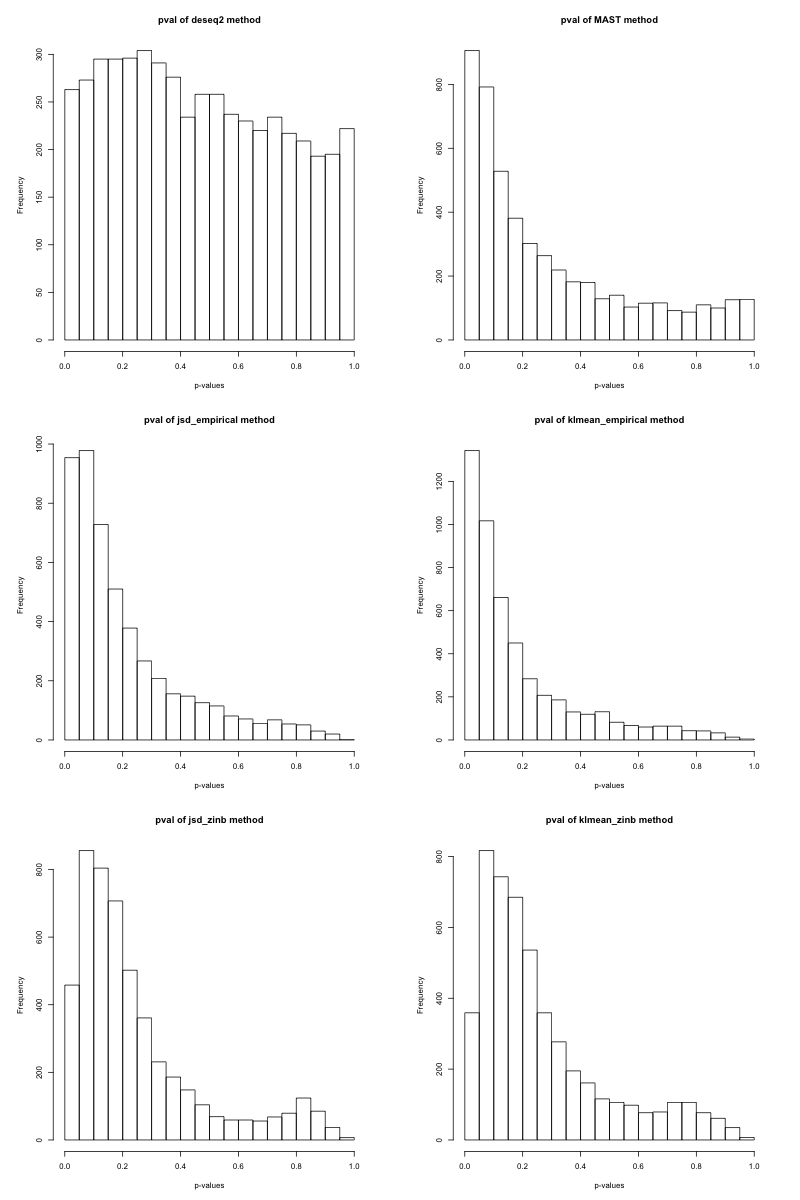 pval of deseq2 method
Frequency
0 50 100 150 200 250 300
0.0 0.2 0.4 0.6 0.8 1.0
p-values
pval of MAST method
Frequency
0 200 400 600 800
0.0 0.2 0.4 0.6 0.8 1.0
p-values
pval of jsd_empirical method
Frequency
0 200 400 600 800 1000
0.0 0.2 0.4 0.6 0.8 1.0
p-values
pval of klmean_empirical method
Frequency
0 200 400 600 800 1000 1200
0.0 0.2 0.4 0.6 0.8 1.0
p-values
pval of jsd_zinb method
Frequency
0 200 400 600 800
0.0 0.2 0.4 0.6 0.8 1.0
p-values
pval of klmean_zinb method
Frequency
0 200 400 600 800
0.0 0.2 0.4 0.6 0.8 1.0
p-values